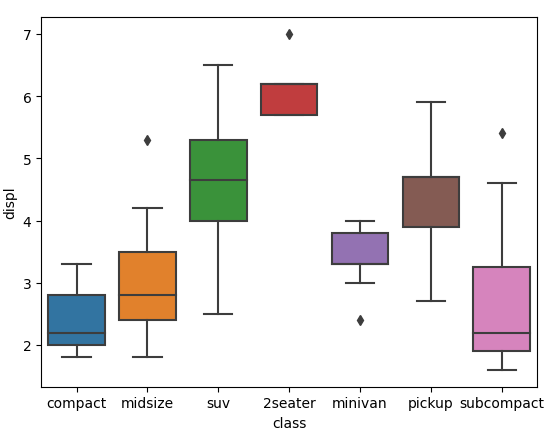 7
6
5
4
3
2
displ
compact midsize suv 2seater minivan pickup subcompact
class